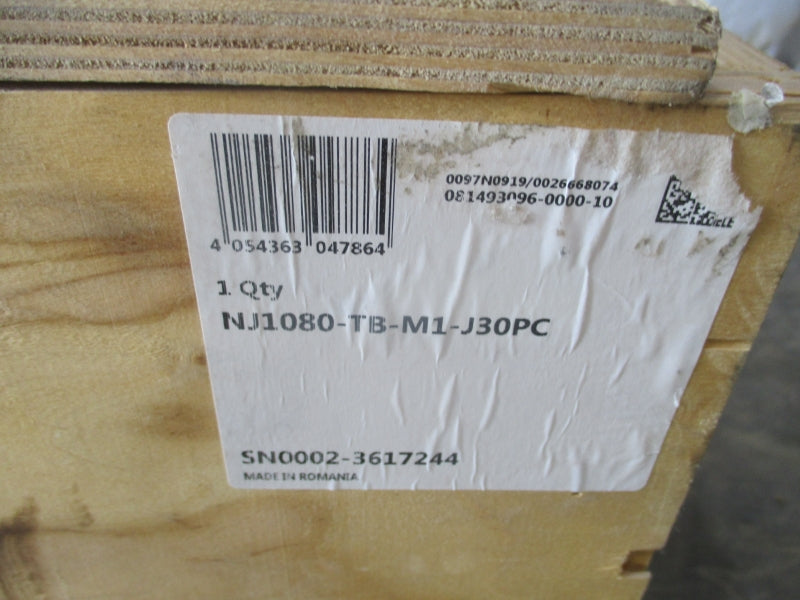 0097N0919/0026668074
081493096-0000-10
4 054363 047864
1 Qty
NJ1080-TB-M1-J30PC
SN0002-3617244
MADE IN ROMANIA